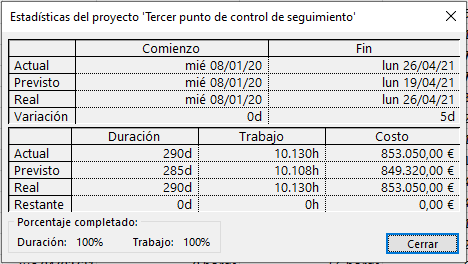 Estadísticas del proyecto 'Tercer punto de control de seguimiento'
Comienzo Fin
Actual mié 08/01/20 lun 26/04/21
Previsto mié 08/01/20 lun 19/04/21
Real mié 08/01/20 lun 26/04/21
Variación 0d 5d
Duración Trabajo Costo
Actual 290d 10.130h 853.050,00 €
Previsto 285d 10.108h 849.320,00 €
Real 290d 10.130h 853.050,00 €
Restante 0d 0h 0,00 €
Porcentaje completado:
Duración: 100% Trabajo: 100% Cerrar